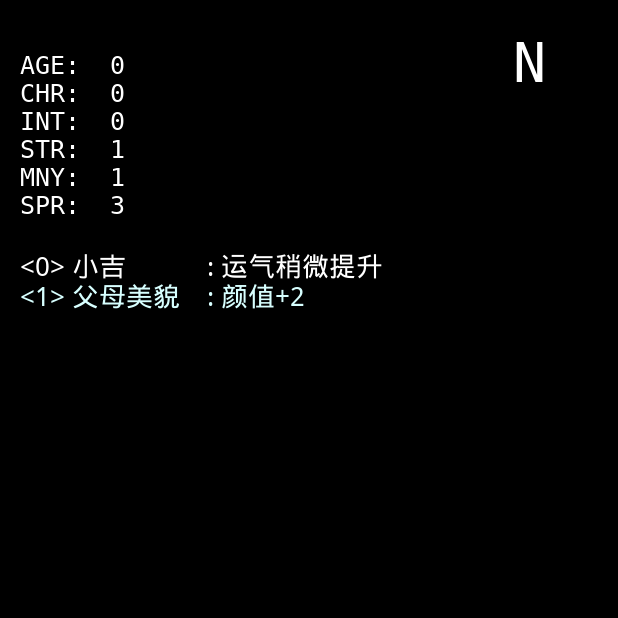 N
AGE: 0
CHR: 0
INT: 0
STR: 1
MNY: 1
SPR: 3
<0> 小吉 : 运气稍微提升
<1> 父母美貌 : 颜值+2